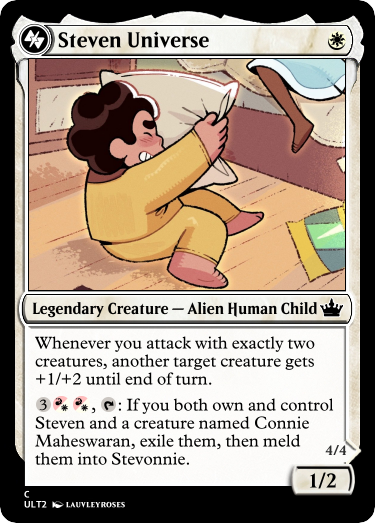 Steven Universe
Legendary Creature — Alien Human Child
Whenever you attack with exactly two
creatures, another target creature gets
+1/+2 until end of turn.
3, : If you both own and control
Steven and a creature named Connie
Maheswaran, exile them, then meld
them into Stevonnie.
4/4
1/2
C
ULT2 LAUVLEYROSES